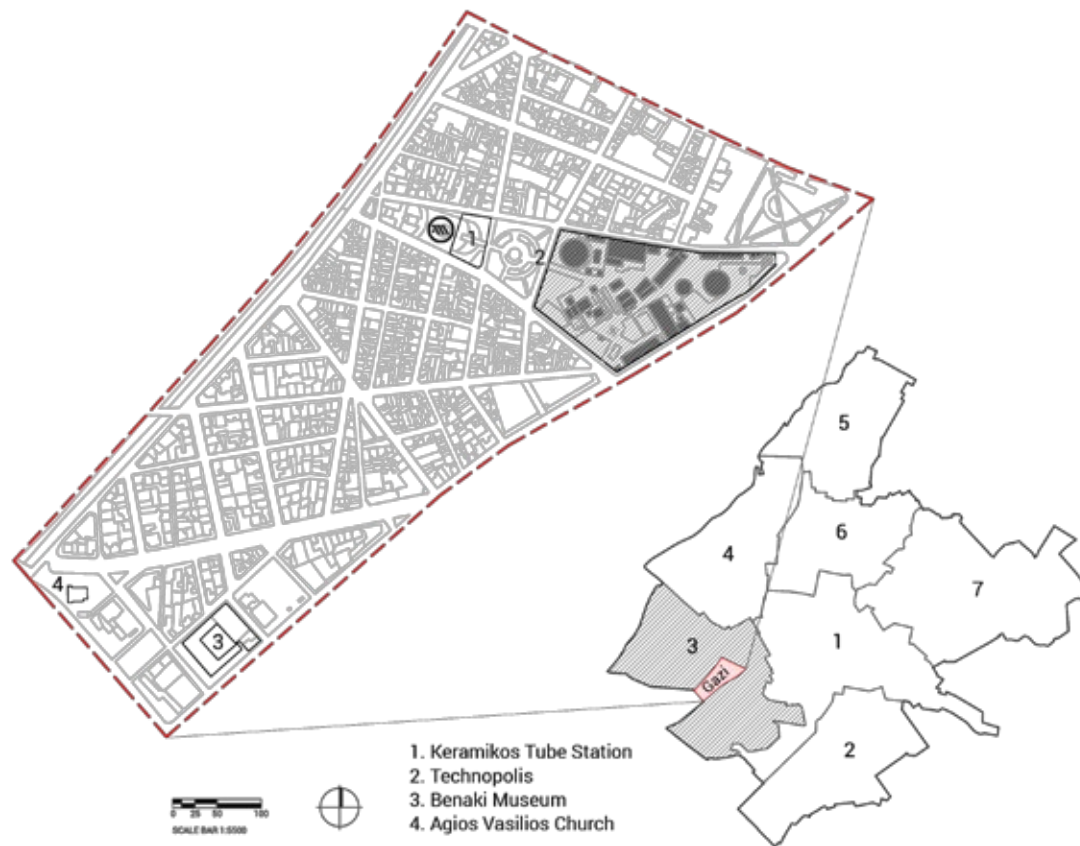 1
2
3
4
5
6
4
7
3
1
Gazi
2
1. Keramikos Tube Station
2. Technopolis
3. Benaki Museum
4. Agios Vasilios Church
0 25 50 100
SCALE BAR 1:5500